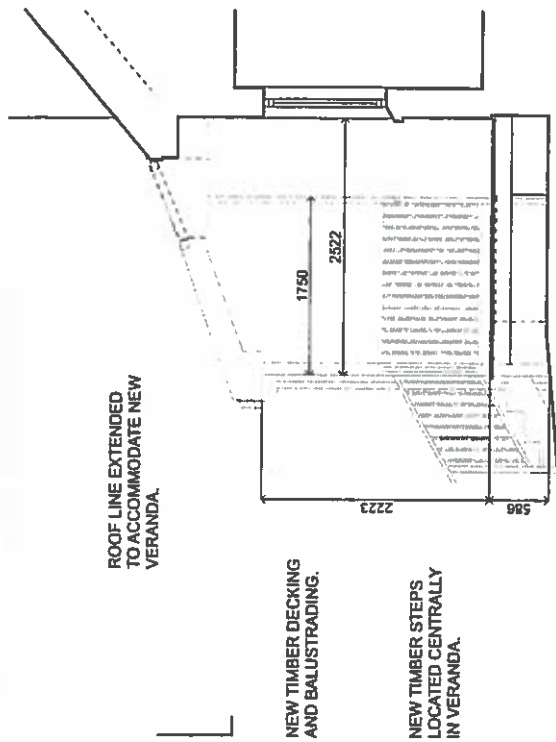 ROOF LINE EXTENDED
TO ACCOMMODATE NEW
VERANDA.
1750
2522
2223
586
NEW TIMBER DECKING
AND BALUSTRADING.
NEW TIMBER STEPS
LOCATED CENTRALLY
IN VERANDA.